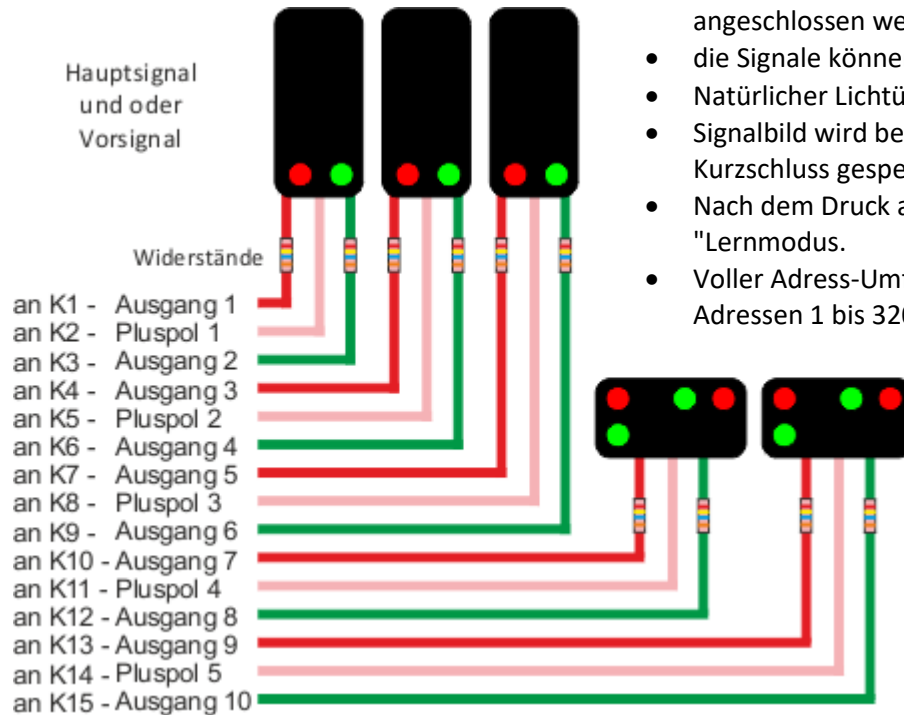 Hauptsignal
und oder
Vorsignal
Widerstände
an K1 - Ausgang 1
an K2 - Pluspol 1
an K3 - Ausgang 2
an K4 - Ausgang 3
an K5 - Pluspol 2
an K6 - Ausgang 4
an K7 - Ausgang 5
an K8 - Pluspol 3
an K9 - Ausgang 6
an K10 - Ausgang 7
an K11 - Pluspol 4
an K12 - Ausgang 8
an K13 - Ausgang 9
an K14 - Pluspol 5
an K15 - Ausgang 10
angeschlossen we
• die Signale könne
• Natürlicher Lichtü
• Signalbild wird be
Kurzschluss gespe
• Nach dem Druck a
"Lernmodus.
• Voller Adress-Um
Adressen 1 bis 320